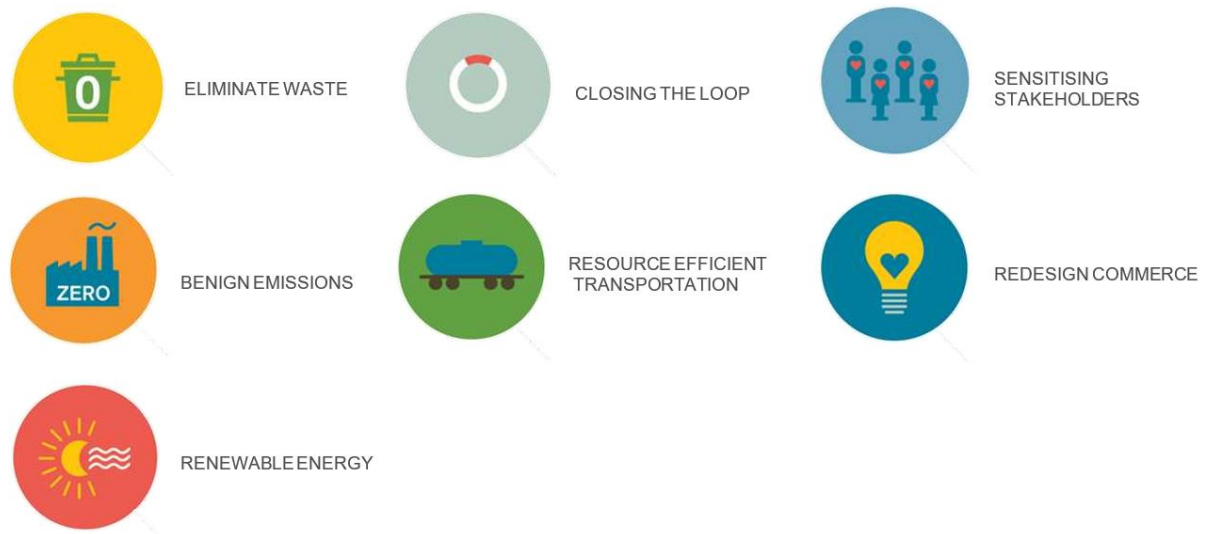 0
ELIMINATE WASTE
CLOSING THE LOOP
SENSITISING
STAKEHOLDERS
ZERO
BENIGN EMISSIONS
RESOURCE EFFICIENT
TRANSPORTATION
REDESIGN COMMERCE
RENEWABLE ENERGY